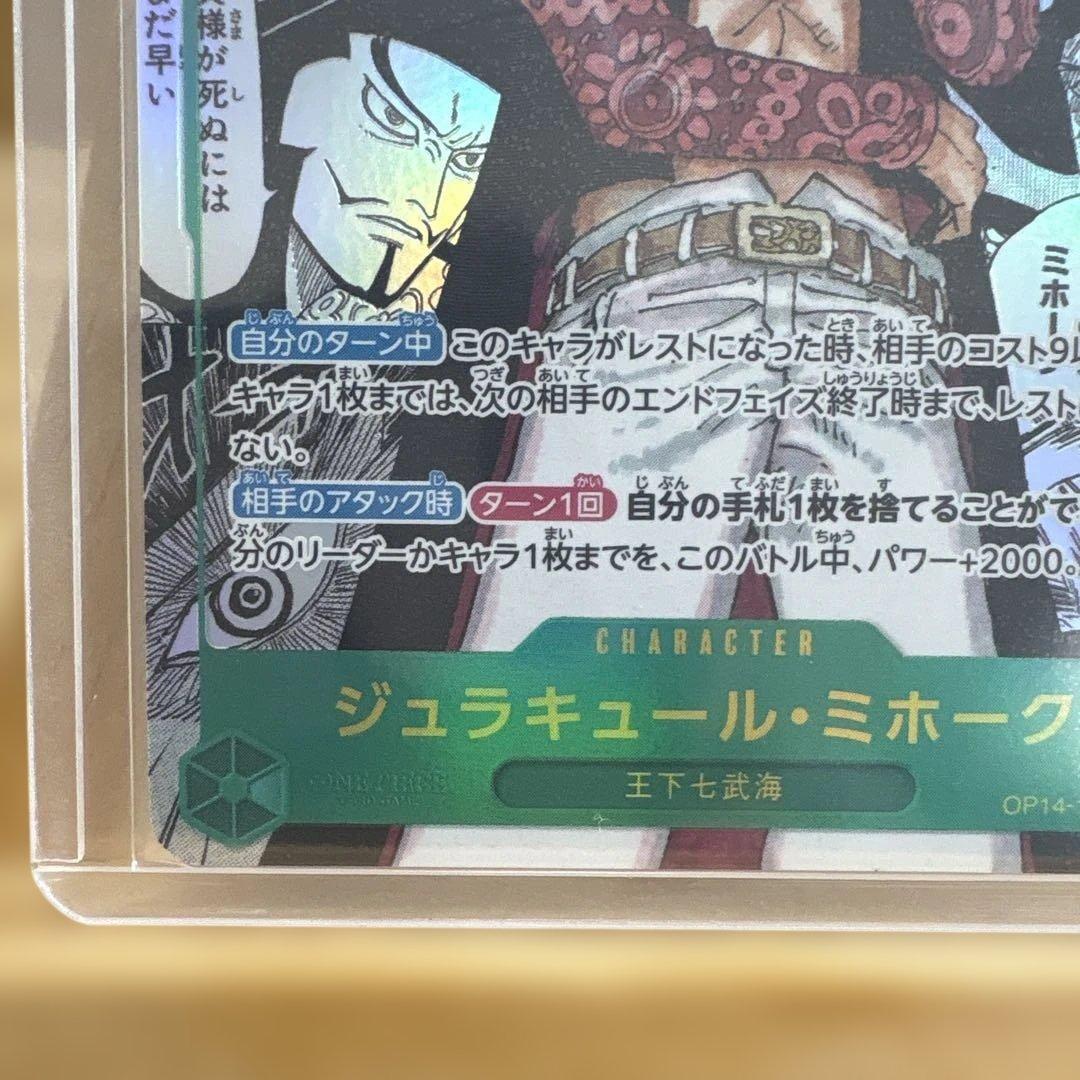 様が死ぬには
だ早い
ミホー
自分のターン中 このキャラがレストになった時、相手のコスト9
キャラ1枚までは、次の相手のエンドフェイズ終了時まで、レスト
ない。
相手のアタック時 ターン1回 自分の手札1枚を捨てることがで
分のリーダーかキャラ1枚までを、このバトル中、パワー+2000。
CHARACTER
ジュラキュール・ミホーク
王下七武海
ONE PIECE
CARD GAME
OP14-